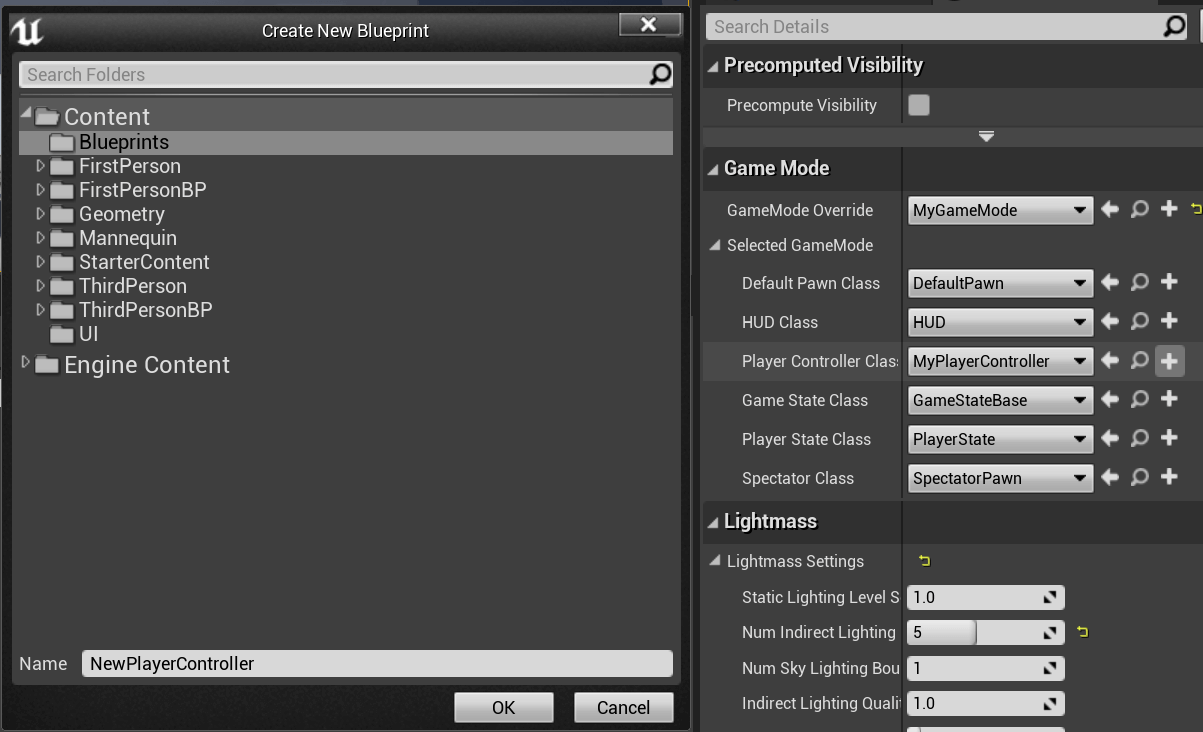 Create New Blueprint
Search Folders
Content
Blueprints
FirstPerson
FirstPersonBP
Geometry
Mannequin
StarterContent
ThirdPerson
ThirdPersonBP
UI
Engine Content
Name NewPlayerController
OK Cancel
Search Details
Precomputed Visibility
Precompute Visibility
Game Mode
GameMode Override MyGameMode
Selected GameMode
Default Pawn Class DefaultPawn
HUD Class HUD
Player Controller Clas MyPlayerController
Game State Class GameStateBase
Player State Class PlayerState
Spectator Class SpectatorPawn
Lightmass
Lightmass Settings
Static Lighting Level S 1.0
Num Indirect Lighting 5
Num Sky Lighting Bou 1
Indirect Lighting Quali 1.0